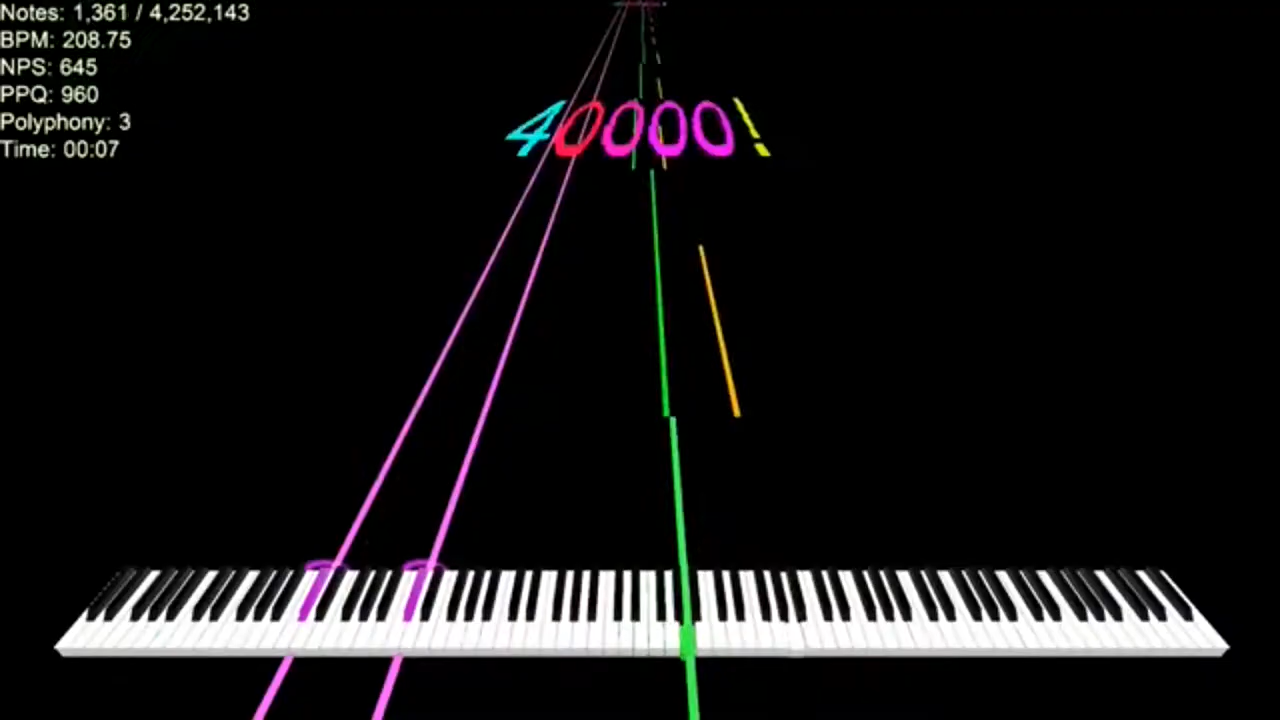 Notes: 1,361 / 4,252,143
BPM: 208.75
NPS: 645
PPQ: 960
Polyphony: 3
Time: 00:07
40000!